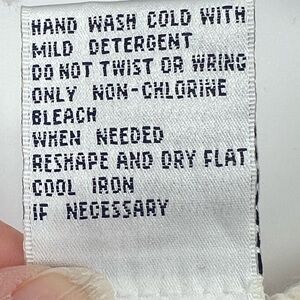 HAND WASH COLD WITH
MILD DETERGENT
DO NOT TWIST OR WRING
ONLY NON-CHLORINE
BLEACH
WHEN NEEDED
RESHAPE AND DRY FLAT
COOL IRON
IF NECESSARY